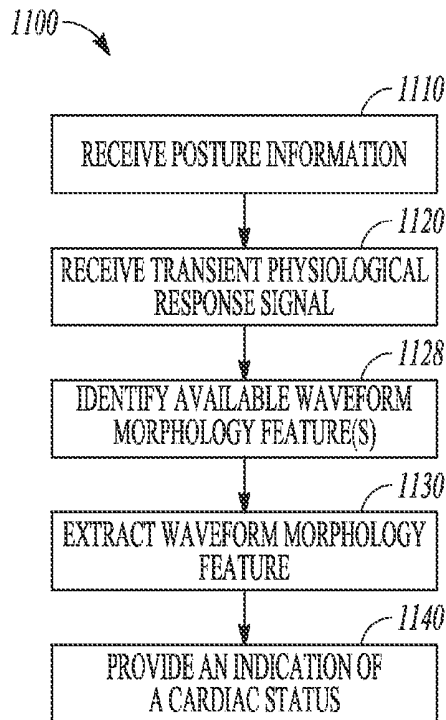 1100
1110
RECEIVE POSTURE INFORMATION
1120
RECEIVE TRANSIENT PHYSIOLOGICAL
RESPONSE SIGNAL
1128
IDENTIFY AVAILABLE WAVEFORM
MORPHOLOGY FEATURE(S)
1130
EXTRACT WAVEFORM MORPHOLOGY
FEATURE
1140
PROVIDE AN INDICATION OF
A CARDIAC STATUS